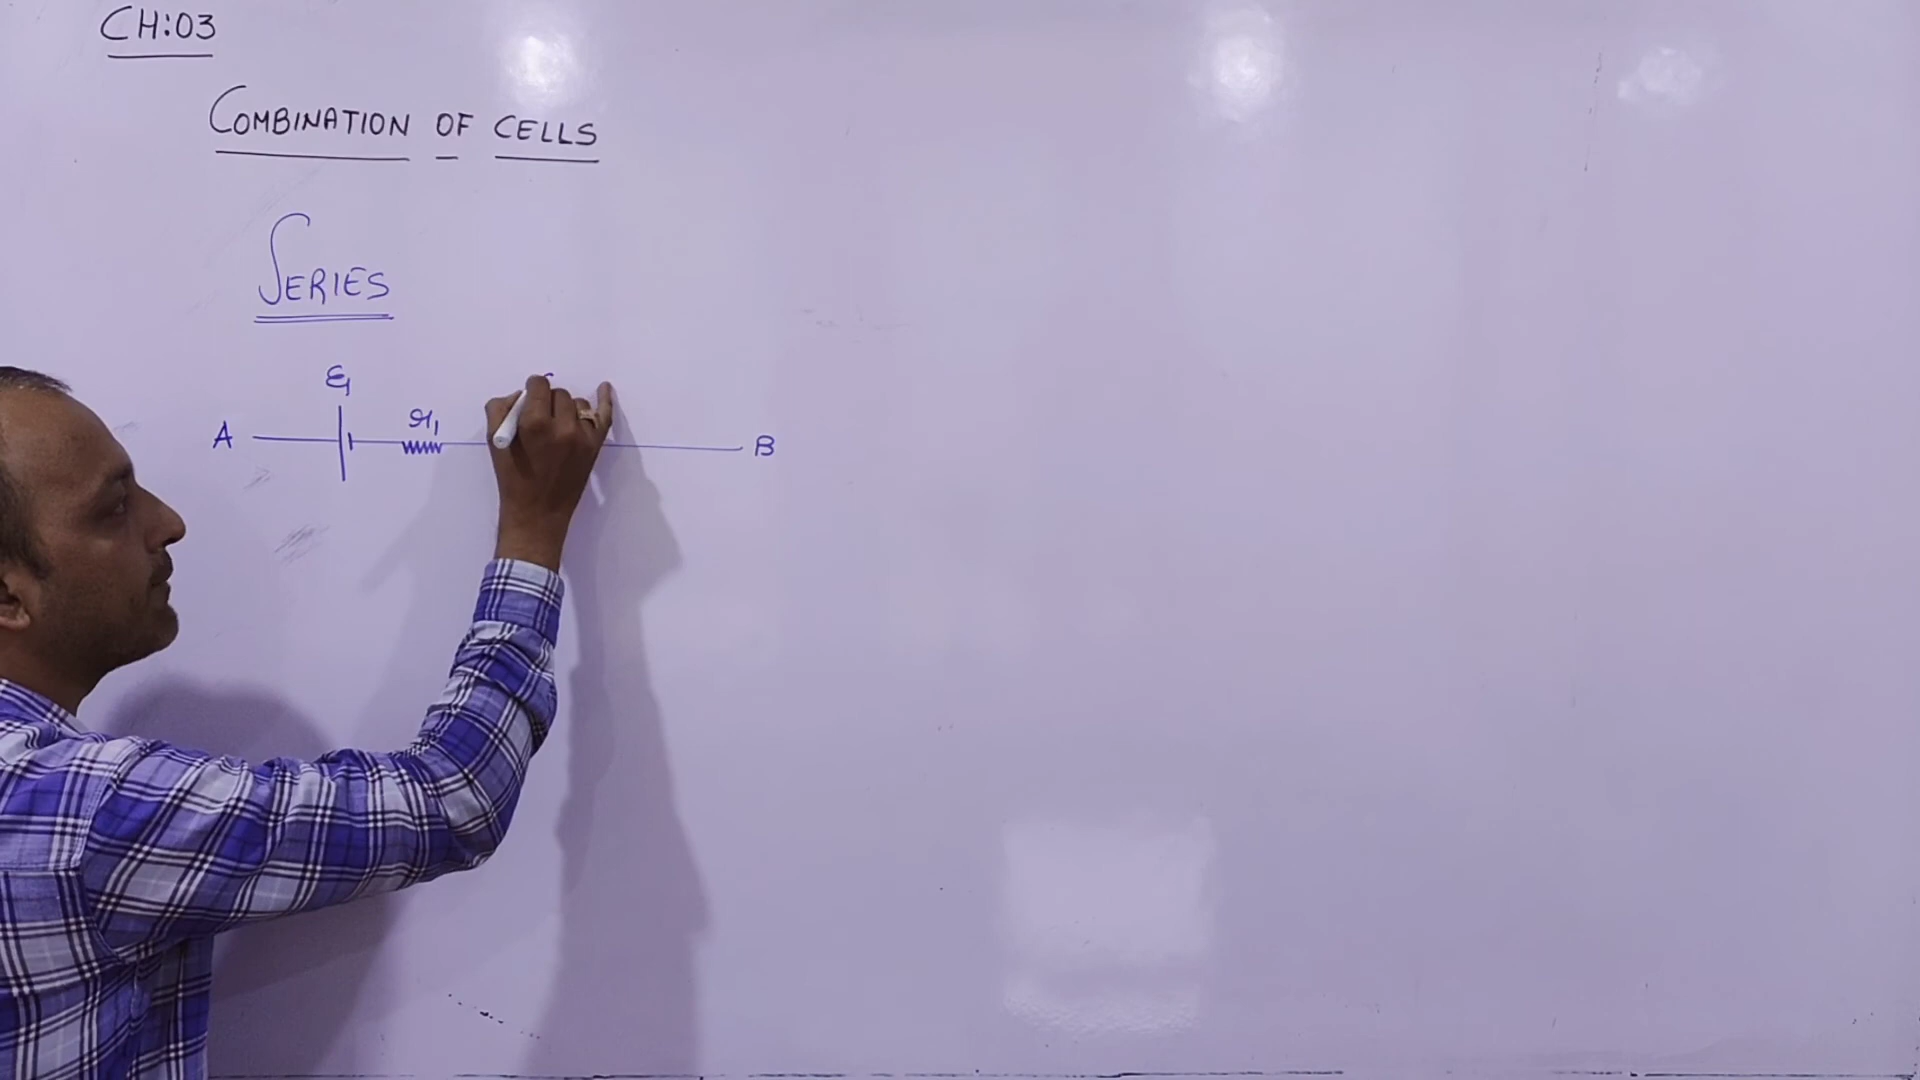 CH:03
COMBINATION OF CELLS
SERIES
ε1
r1
A B